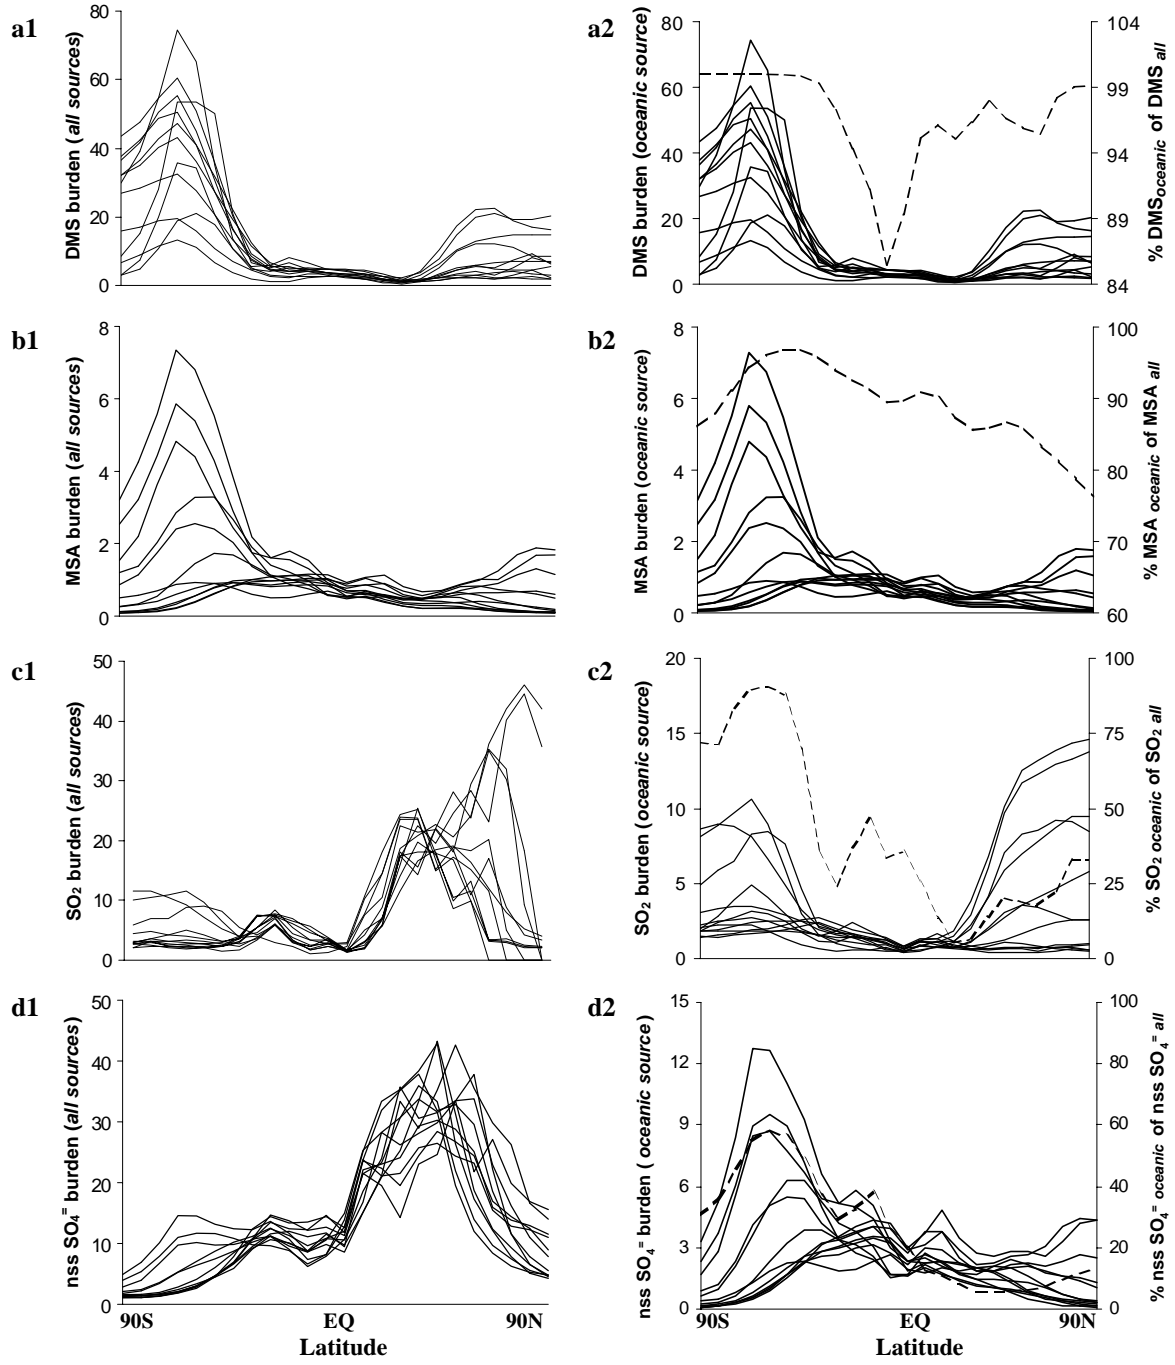 a1
DMS burden (all sources)
80
60
40
20
0
a2
DMS burden (oceanic source)
80
60
40
20
0
104
99
94
89
84
% DMSoceanic of DMS all
b1
MSA burden (all sources)
8
6
4
2
0
b2
MSA burden (oceanic source)
8
6
4
2
0
100
90
80
70
60
% MSA oceanic of MSA all
c1
SO2 burden (all sources)
50
40
30
20
10
0
c2
SO2 burden (oceanic source)
20
15
10
5
0
100
75
50
25
0
% SO2 oceanic of SO2 all
d1
nss SO4= burden (all sources)
50
40
30
20
10
0
90S EQ 90N
Latitude
d2
nss SO4= burden ( oceanic source)
15
12
9
6
3
0
100
80
60
40
20
0
% nss SO4= oceanic of nss SO4= all
90S EQ 90N
Latitude